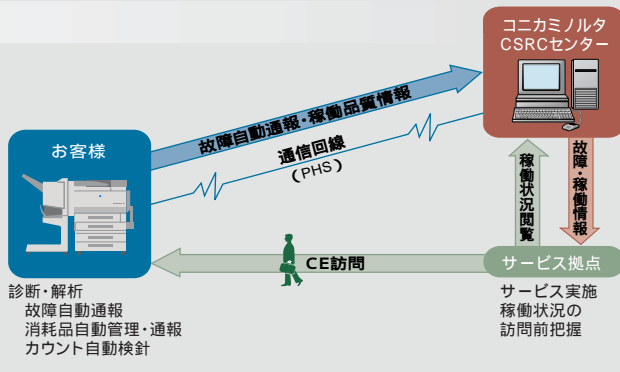 コニカミノルタ
CSRCセンター
故障自動通報・稼働品質情報
通信回線
(PHS)
お客様
稼働状況閲覧
故障・稼働情報
CE訪問
サービス拠点
診断・解析
故障自動通報
消耗品自動管理・通報
カウント自動検針
サービス実施
稼働状況の
訪問前把握